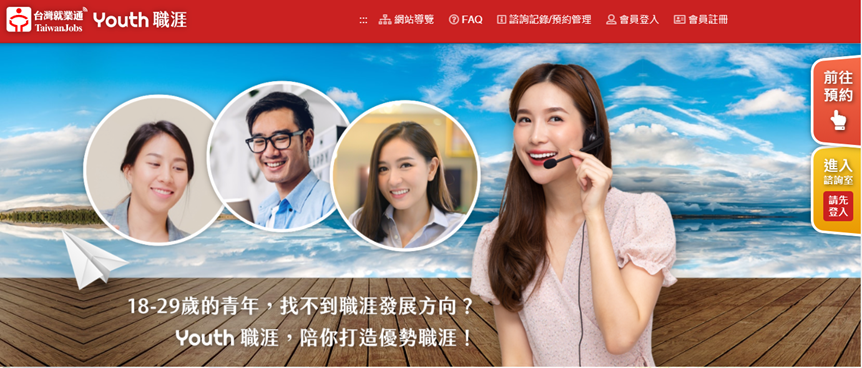 台灣就業通
TaiwanJobs
Youth 職涯
:::
網站導覽
FAQ
諮詢記錄/預約管理
會員登入
會員註冊
前往
預約
進入
諮詢室
請先
登入
18-29歲的青年，找不到職涯發展方向？
Youth 職涯，陪你打造優勢職涯！